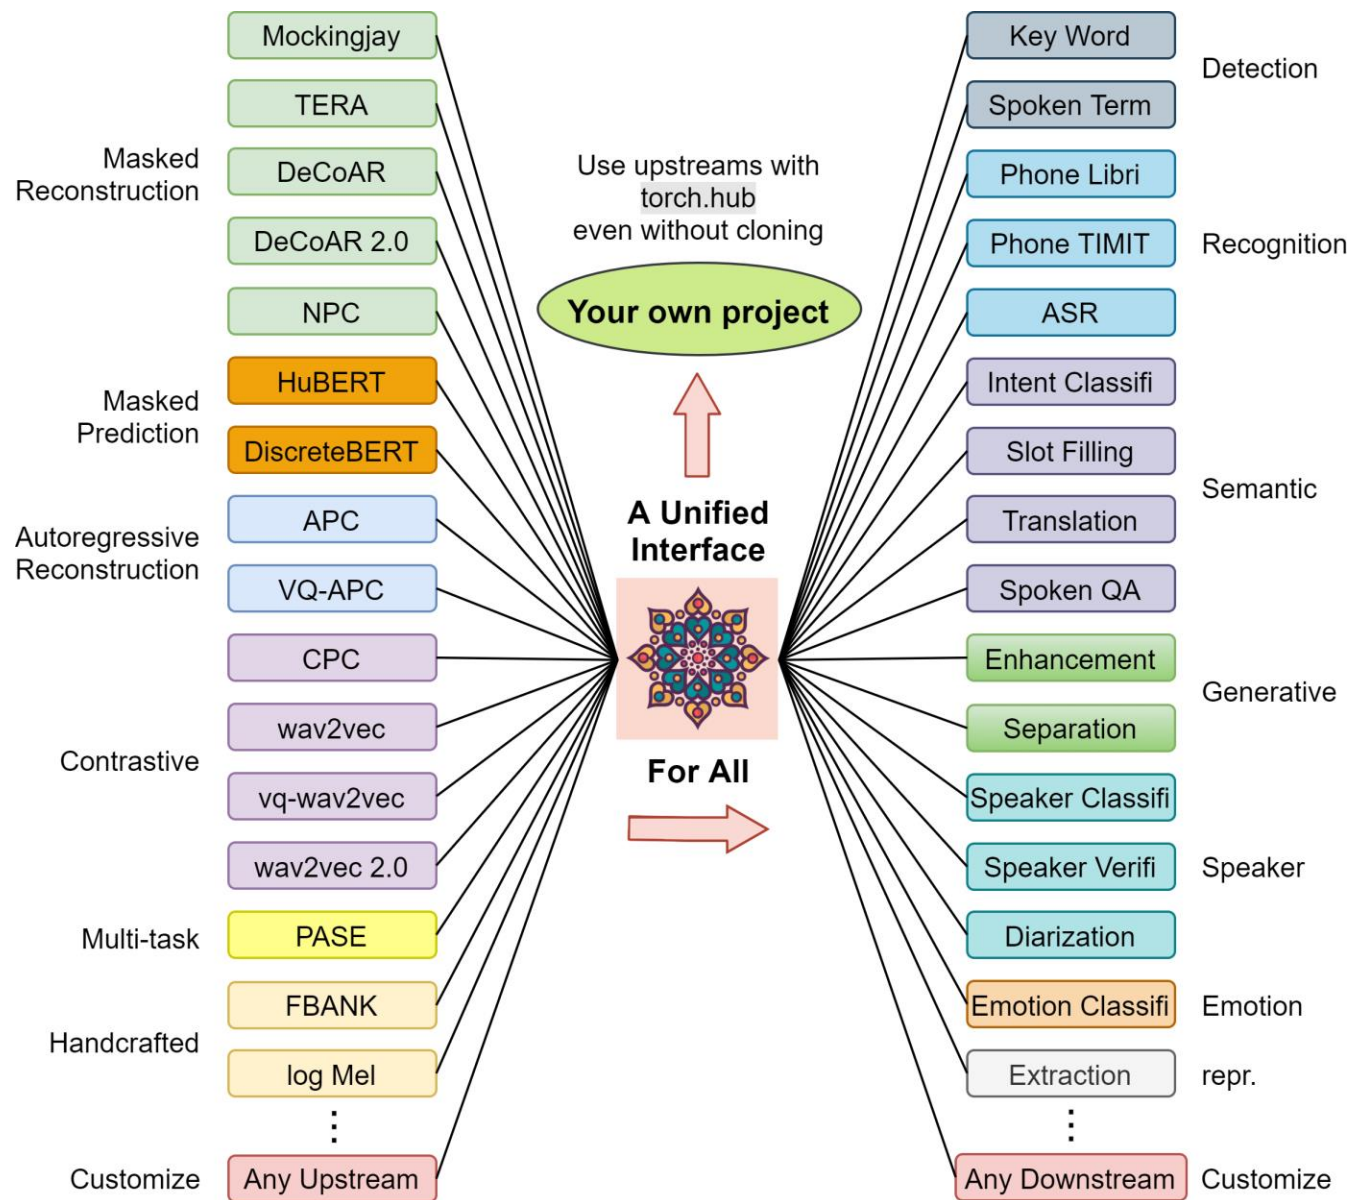 Mockingjay
TERA
Masked
Reconstruction
DeCoAR
DeCoAR 2.0
NPC
HuBERT
Masked
Prediction
DiscreteBERT
APC
Autoregressive
Reconstruction
VQ-APC
CPC
wav2vec
Contrastive
vq-wav2vec
wav2vec 2.0
Multi-task
PASE
FBANK
Handcrafted
log Mel
Customize
Any Upstream
Use upstreams with
torch.hub
even without cloning
Your own project
A Unified
Interface
For All
Key Word
Detection
Spoken Term
Phone Libri
Phone TIMIT
Recognition
ASR
Intent Classifi
Slot Filling
Semantic
Translation
Spoken QA
Enhancement
Generative
Separation
Speaker Classifi
Speaker Verifi
Speaker
Diarization
Emotion Classifi
Emotion
Extraction
repr.
Any Downstream
Customize